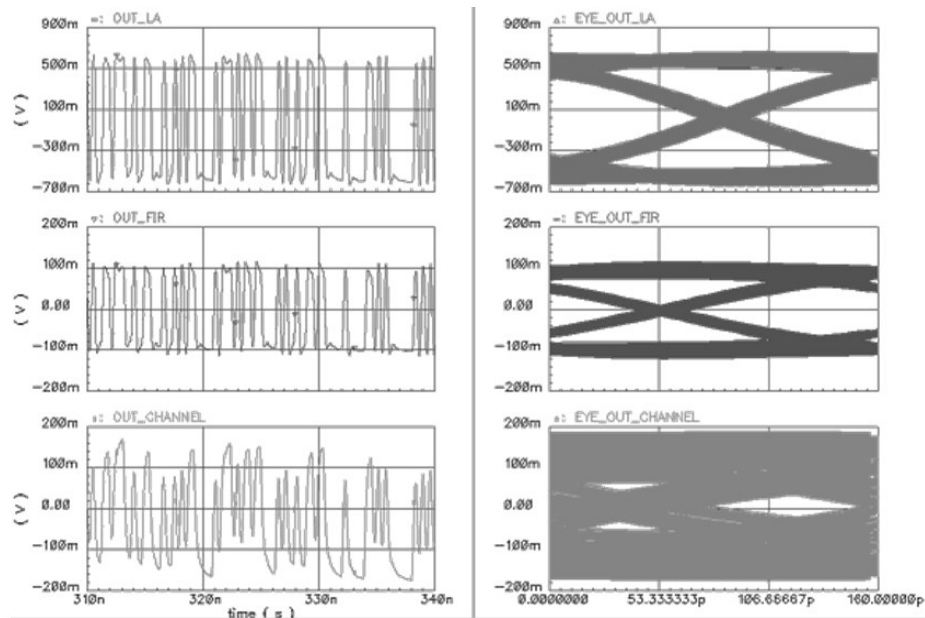 =: OUT_LA
900m
500m
100m
-300m
-700m
( V )
▵: EYE_OUT_LA
900m
500m
100m
-300m
-700m
▿: OUT_FIR
200m
100m
0.00
-100m
-200m
( V )
=: EYE_OUT_FIR
200m
100m
0.00
-100m
-200m
: OUT_CHANNEL
200m
100m
0.00
-100m
-200m
( V )
310n 320n 330n 340n
time ( s )
: EYE_OUT_CHANNEL
200m
100m
0.00
-100m
-200m
0.0000000 53.333333p 106.66667p 160.00000p